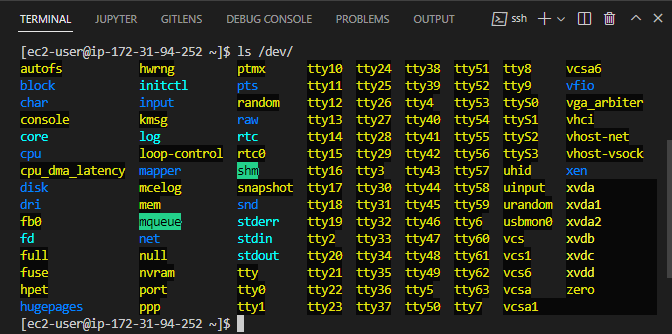 TERMINAL JUPYTER GITLENS DEBUG CONSOLE PROBLEMS OUTPUT ssh
[ec2-user@ip-172-31-94-252 ~]$ ls /dev/
autofs hwrng ptmx tty10 tty24 tty38 tty51 tty8 vcsa6
block initctl pts tty11 tty25 tty39 tty52 tty9 vfio
char input random tty12 tty26 tty4 tty53 ttyS0 vga_arbiter
console kmsg raw tty13 tty27 tty40 tty54 ttyS1 vhci
core log rtc tty14 tty28 tty41 tty55 ttyS2 vhost-net
cpu loop-control rtc0 tty15 tty29 tty42 tty56 ttyS3 vhost-vsock
cpu_dma_latency mapper shm tty16 tty3 tty43 tty57 uhid xen
disk mcelog snapshot tty17 tty30 tty44 tty58 uinput xvda
dri mem snd tty18 tty31 tty45 tty59 urandom xvda1
fb0 mqueue stderr tty19 tty32 tty46 tty6 usbmon0 xvda2
fd net stdin tty2 tty33 tty47 tty60 vcs xvdb
full null stdout tty20 tty34 tty48 tty61 vcs1 xvdc
fuse nvram tty tty21 tty35 tty49 tty62 vcs6 xvdd
hpet port tty0 tty22 tty36 tty5 tty63 vcsa zero
hugepages ppp tty1 tty23 tty37 tty50 tty7 vcsa1
[ec2-user@ip-172-31-94-252 ~]$